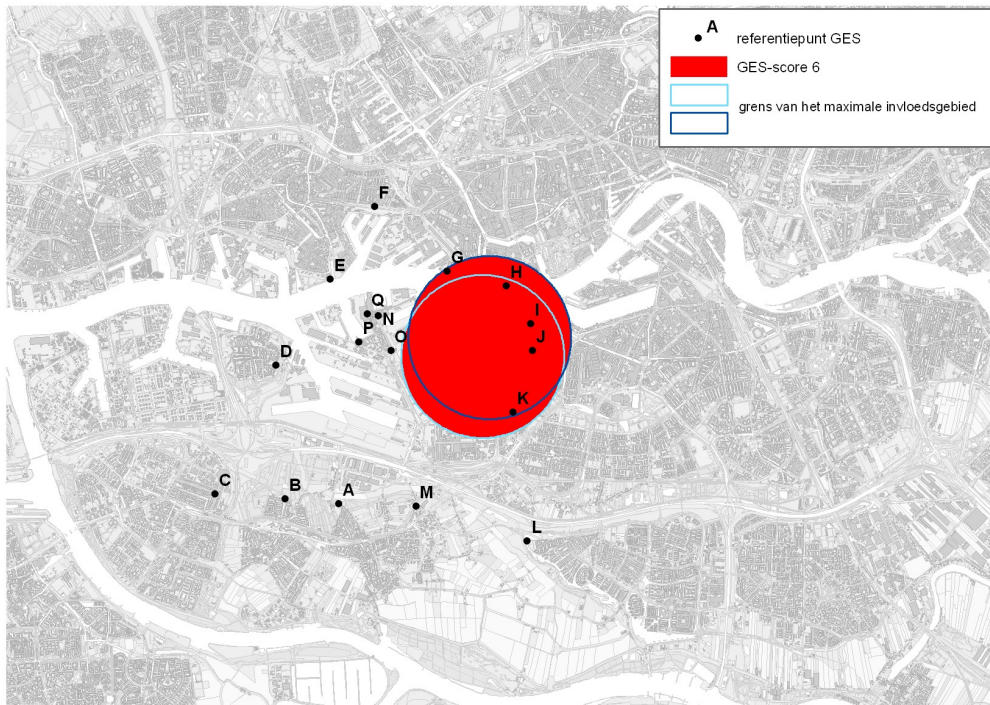 A
referentiepunt GES
GES-score 6
grens van het maximale invloedsgebied
F
E
G
H
Q
N
I
P
O
J
D
K
C
B
A
M
L